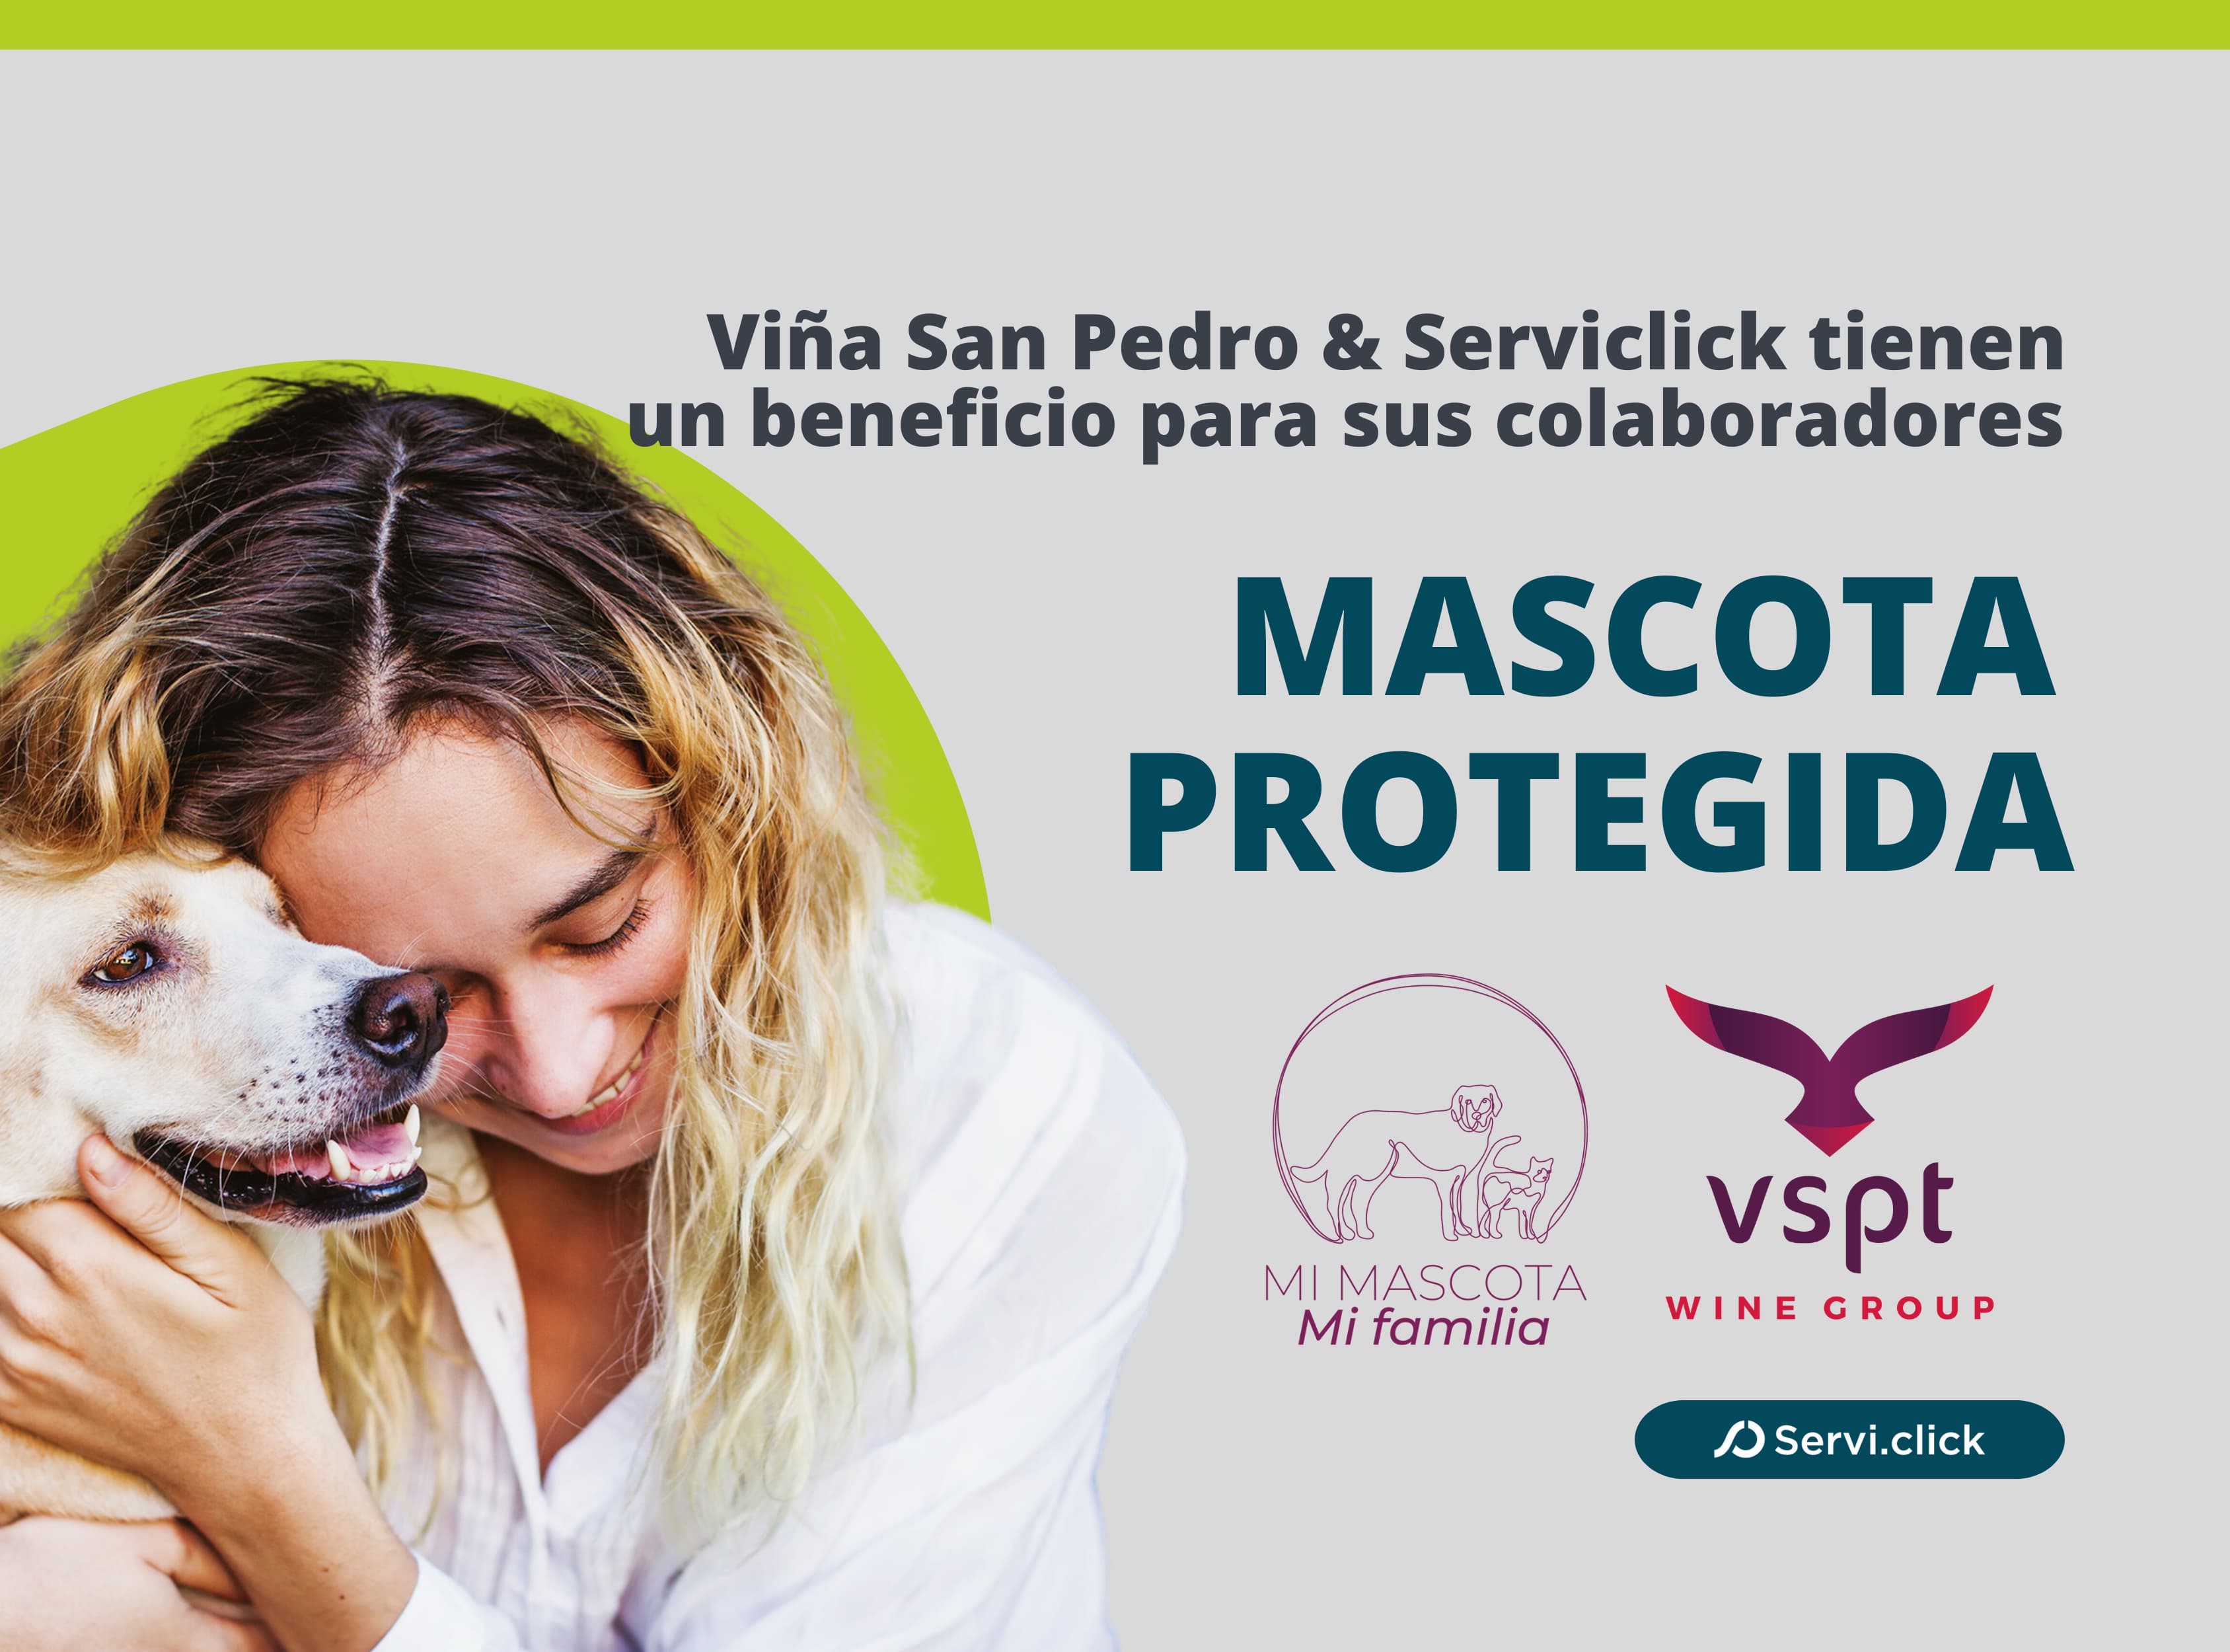 Viña San Pedro & Serviclick tienen
un beneficio para sus colaboradores
MASCOTA
PROTEGIDA
MI MASCOTA
Mi familia
vspt
WINE GROUP
Servi.click